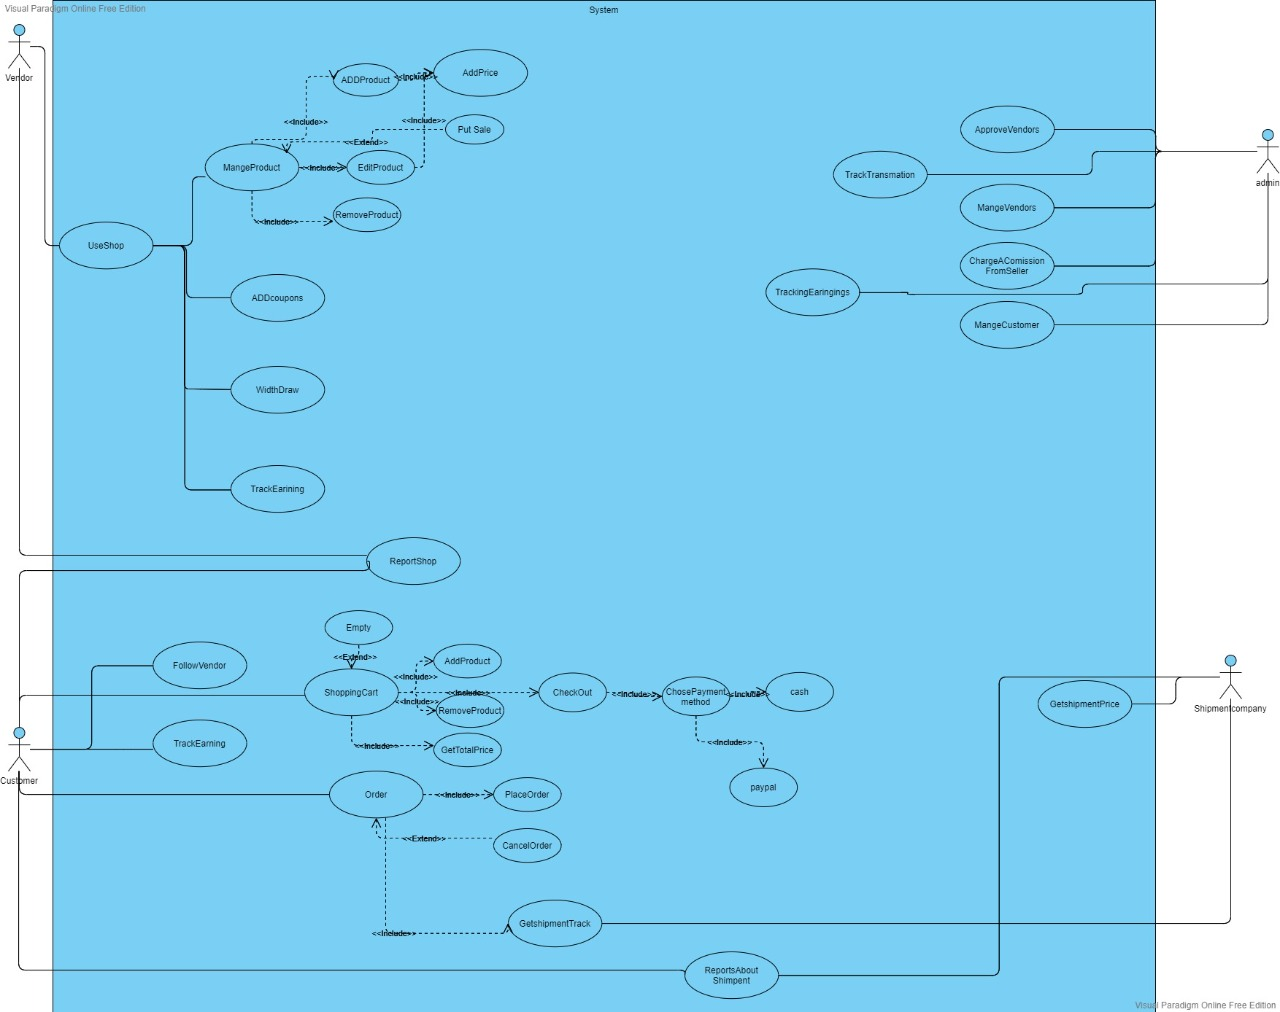 Visual Paradigm Online Free Edition
System
Vendor
ADDProduct
<<Include>>
AddPrice
<<Include>>
<<Include>>
Put Sale
<<Extend>>
MangeProduct
<<Include>>
EditProduct
RemoveProduct
<<Include>>
UseShop
ADDcoupons
WidthDraw
TrackEarining
ApproveVendors
TrackTransmation
admin
MangeVendors
ChargeAComission
FromSeller
TrackingEaringings
MangeCustomer
ReportShop
Empty
<<Extend>>
FollowVendor
AddProduct
<<Include>>
ShoppingCart
<<Include>>
CheckOut
<<Include>>
ChosePayment
method
<<Include>>
cash
<<Include>>
RemoveProduct
GetshipmentPrice
Shipmentcompany
TrackEarning
<<Include>>
GetTotalPrice
<<Include>>
Customer
paypal
Order
<<Include>>
PlaceOrder
<<Extend>>
CancelOrder
GetshipmentTrack
<<Include>>
ReportsAbout
Shimpent
Visual Paradigm Online Free Edition